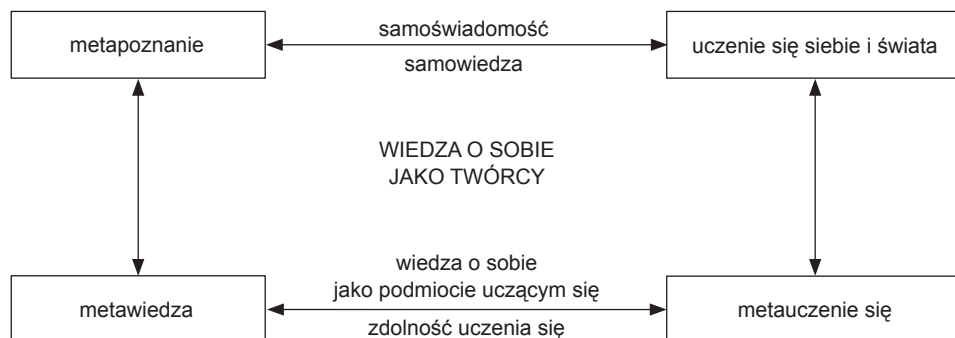 metapoznanie
samoświadomość
samowiedza
uczenie się siebie i świata
WIEDZA O SOBIE
JAKO TWÓRCY
metawiedza
wiedza o sobie
jako podmiocie uczącym się
zdolność uczenia się
metauczenie się